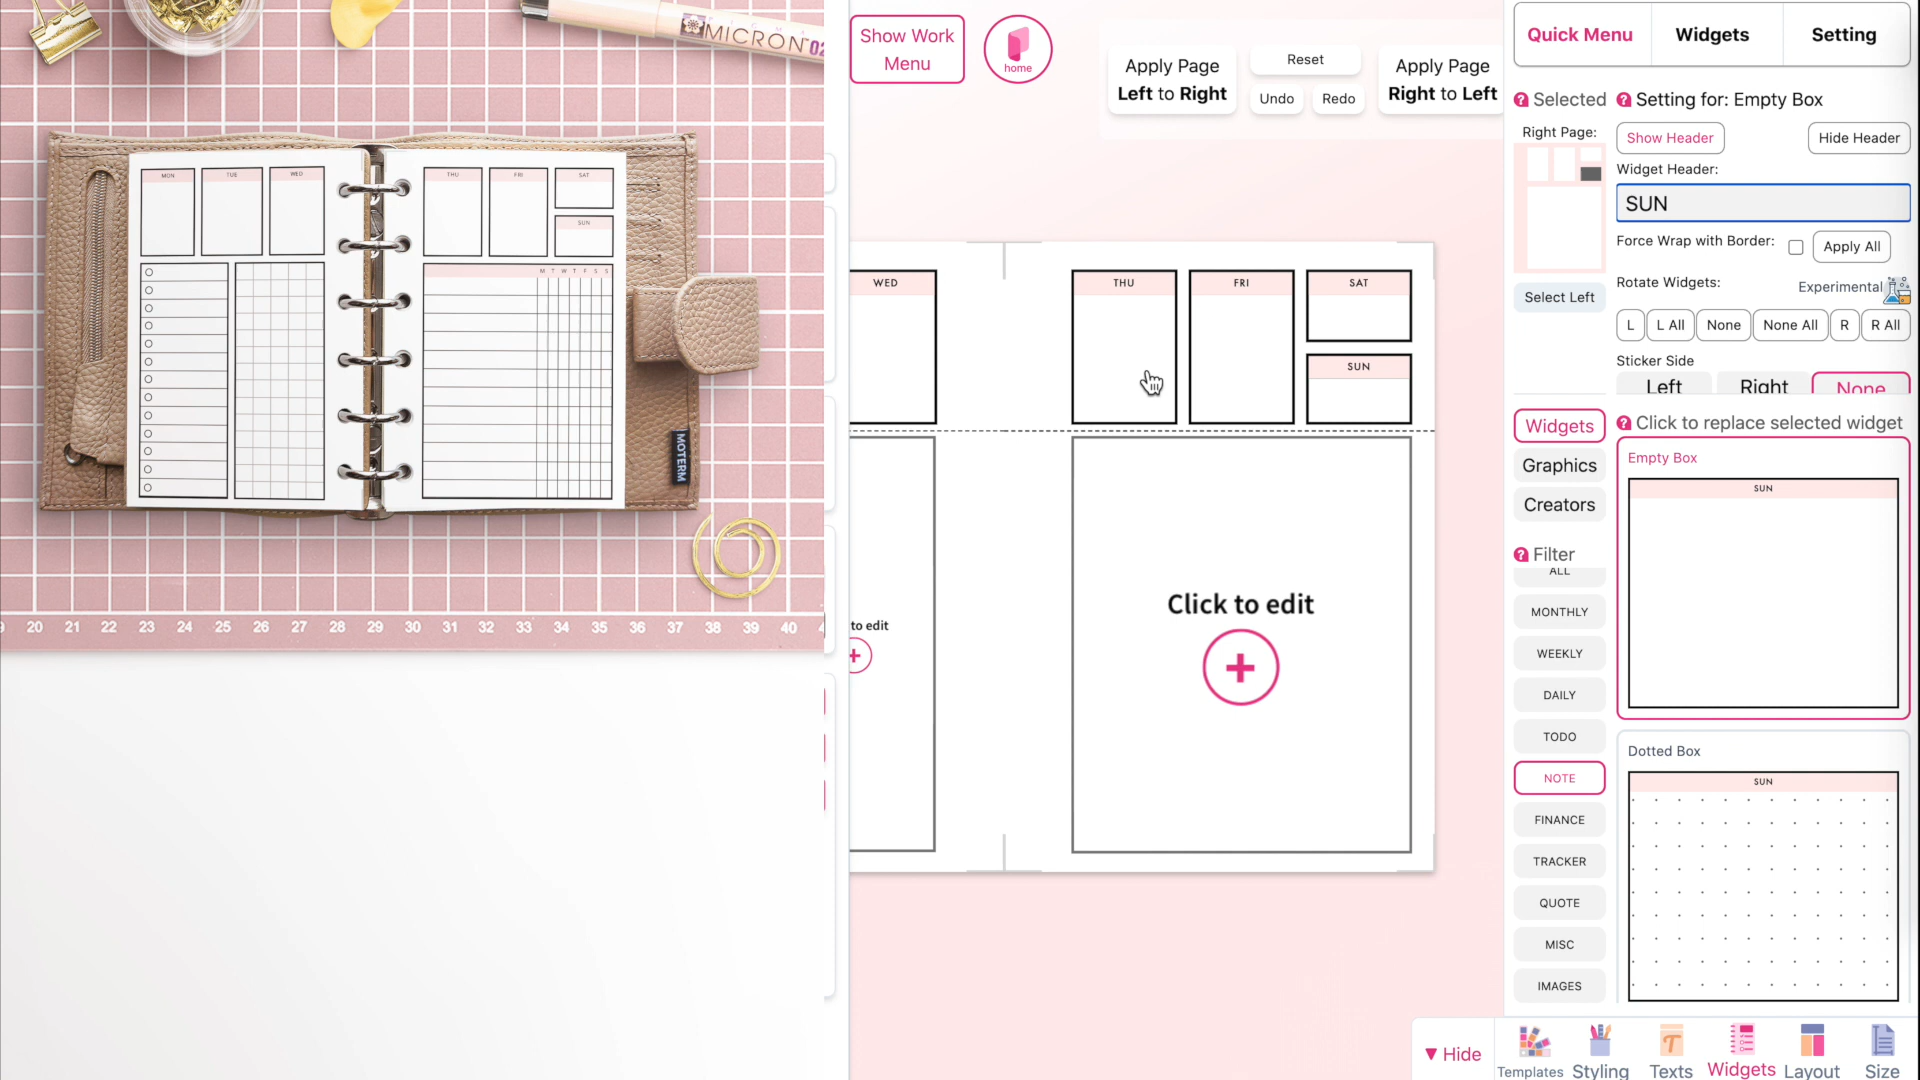 MICRON 02
MON TUE WED
THU FRI SAT
SUN
M T W T F S S
MOTERM
20 21 22 23 24 25 26 27 28 29 30 31 32 33 34 35 36 37 38 39 40
Show Work
Menu
home
Apply Page
Left to Right
Reset
Undo
Redo
Apply Page
Right to Left
WED
THU
FRI
SAT
SUN
to edit
Click to edit
Quick Menu
Widgets
Setting
Selected
Setting for: Empty Box
Right Page:
Show Header
Hide Header
Widget Header:
SUN
Force Wrap with Border:
Apply All
Select Left
Rotate Widgets:
Experimental
L
L All
None
None All
R
R All
Sticker Side
Left
Right
None
Widgets
Graphics
Creators
Click to replace selected widget
Empty Box
SUN
Filter
ALL
MONTHLY
WEEKLY
DAILY
TODO
NOTE
FINANCE
TRACKER
QUOTE
MISC
IMAGES
Dotted Box
SUN
▼ Hide
Templates
Styling
Texts
Widgets
Layout
Size